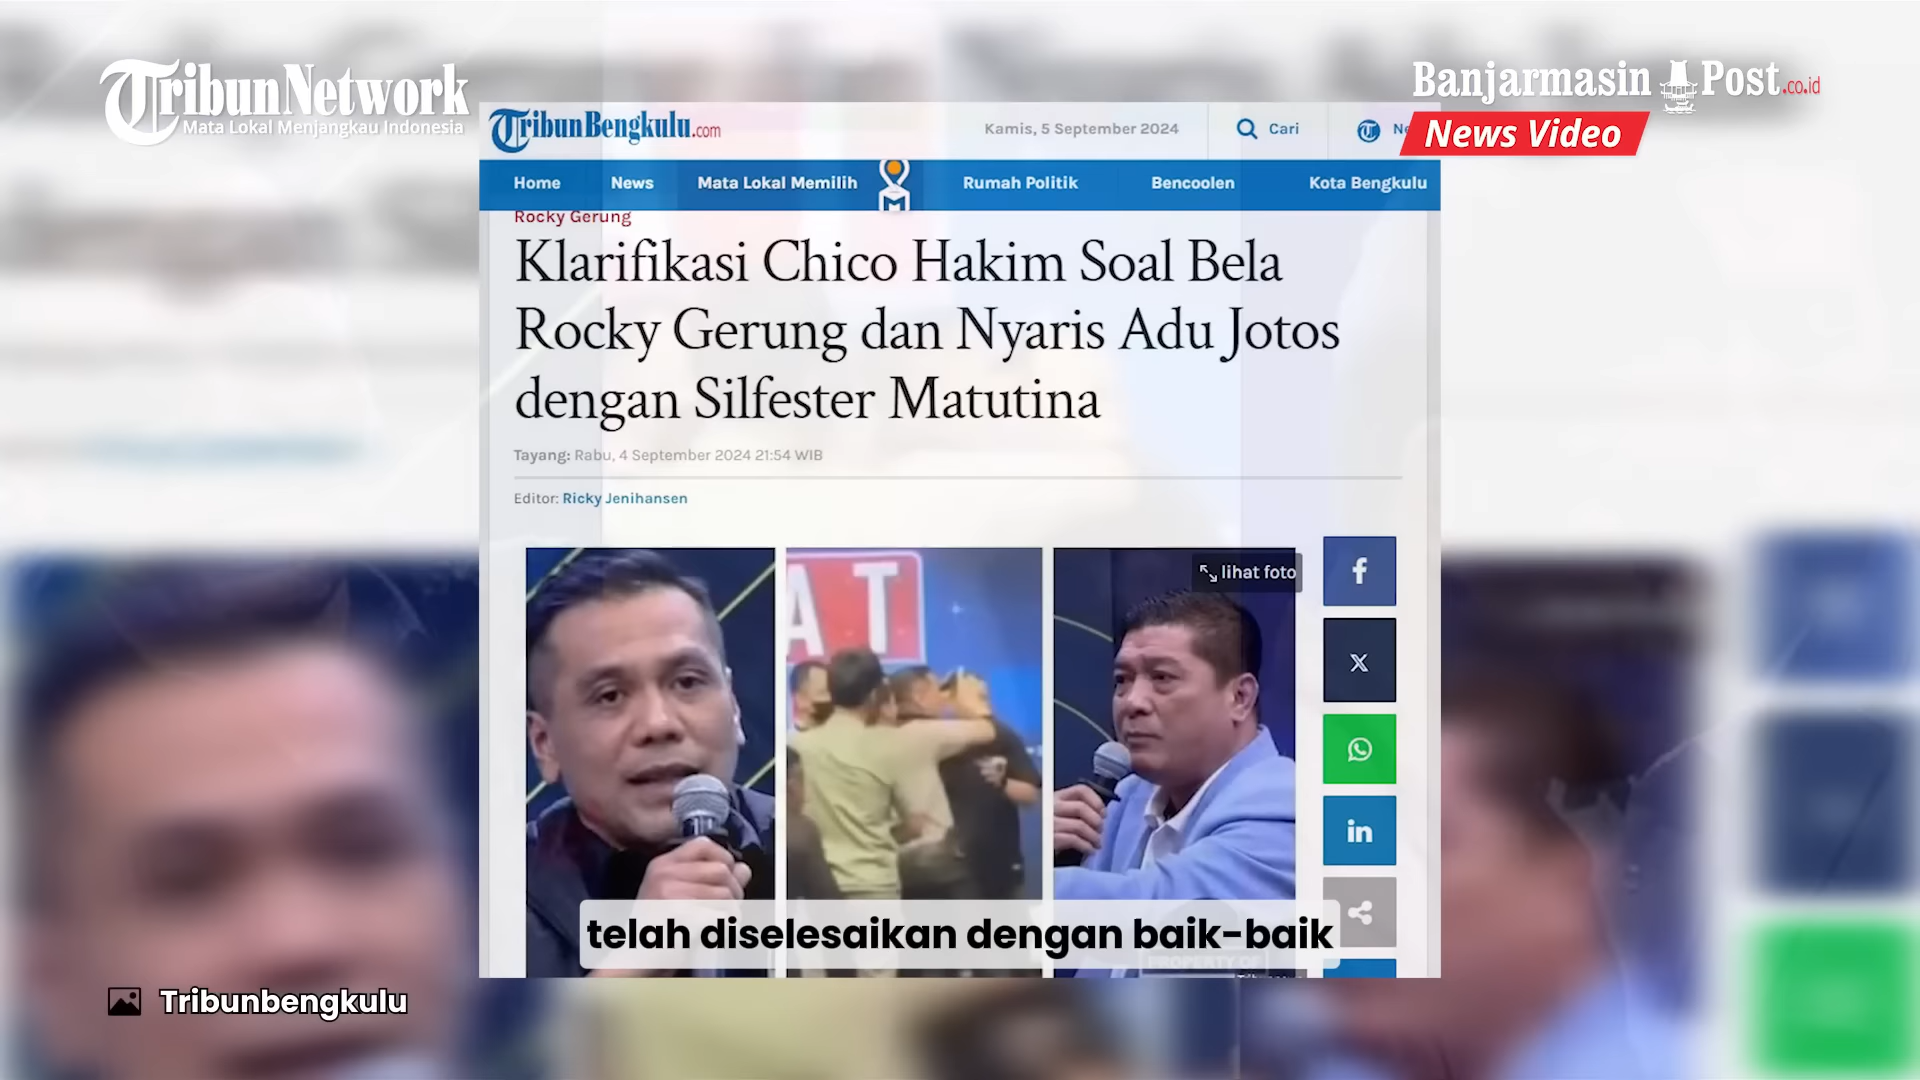 TribunNetwork
Mata Lokal Menjangkau Indonesia
Banjarmasin Post.co.id
News Video
TribunBengkulu.com
Kamis, 5 September 2024
Cari
Home
News
Mata Lokal Memilih
M
Rumah Politik
Bencoolen
Kota Bengkulu
Rocky Gerung
Klarifikasi Chico Hakim Soal Bela
Rocky Gerung dan Nyaris Adu Jotos
dengan Silfester Matutina
Tayang: Rabu, 4 September 2024 21:54 WIB
Editor: Ricky Jenihansen
AT
lihat foto
telah diselesaikan dengan baik-baik
PROPERTY OF
Tribunbengkulu